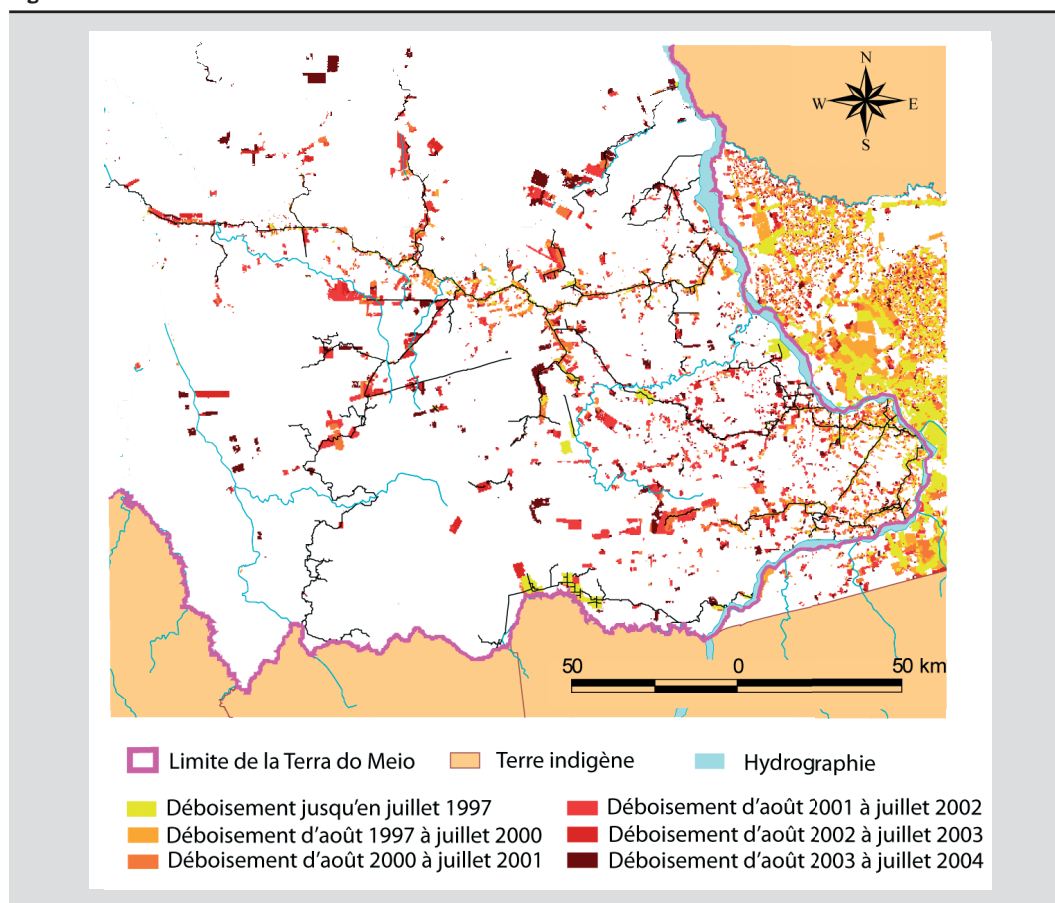 N
W E
S
50 0 50 km
Limite de la Terra do Meio Terre indigène Hydrographie
Déboisement jusqu'en juillet 1997 Déboisement d'août 2001 à juillet 2002
Déboisement d'août 1997 à juillet 2000 Déboisement d'août 2002 à juillet 2003
Déboisement d'août 2000 à juillet 2001 Déboisement d'août 2003 à juillet 2004